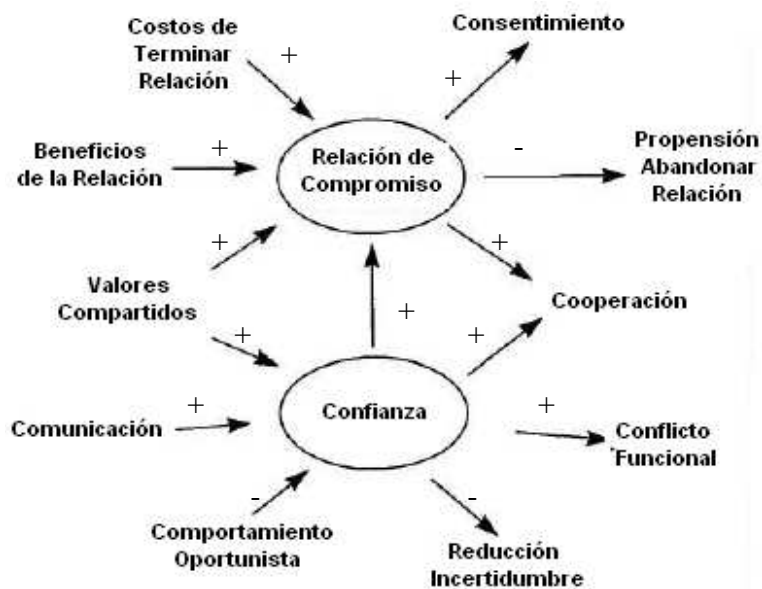 Costos de
Terminar
Relación
+
Consentimiento
+
Beneficios
de la Relación
+
Relación de
Compromiso
-
Propensión
Abandonar
Relación
+
+
Valores
Compartidos
Cooperación
+
+
+
Comunicación
+
Confianza
+
Conflicto
Funcional
-
Comportamiento
Oportunista
-
Reducción
Incertidumbre